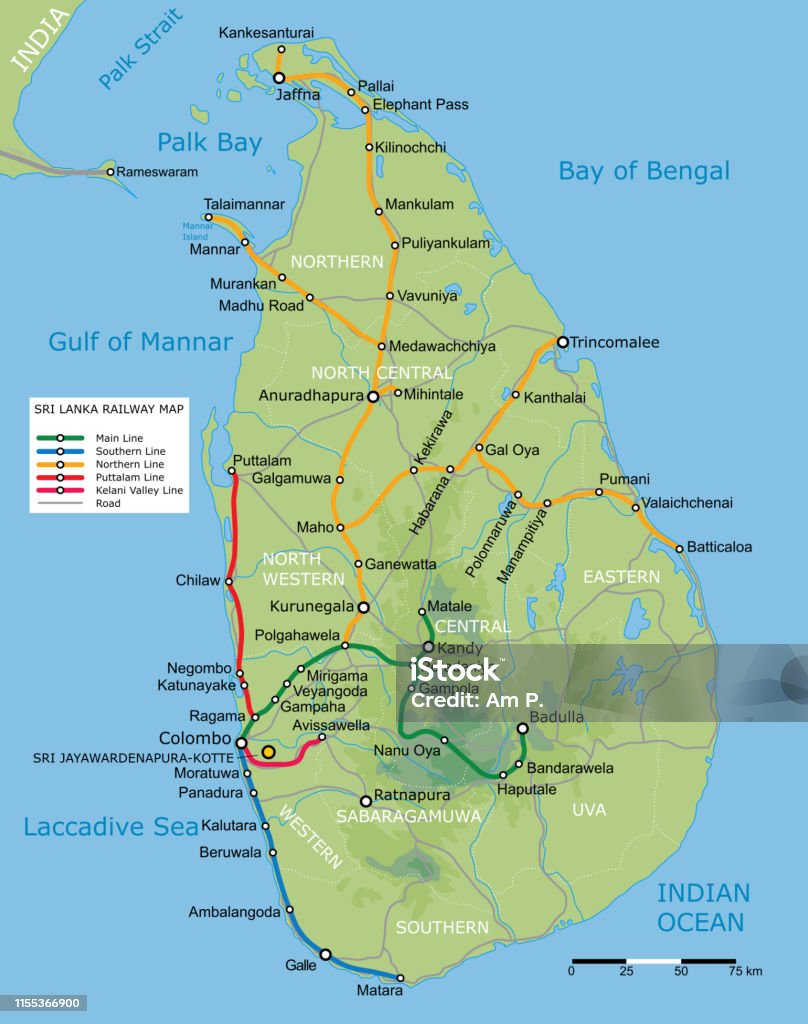 INDIA
Palk Strait
Kankesanturai
Jaffna
Pallai
Elephant Pass
Palk Bay
Kilinochchi
Bay of Bengal
Rameswaram
Talaimannar
Mannar
Island
Mankulam
Mannar
Puliyankulam
NORTHERN
Murankan
Madhu Road
Vavuniya
Gulf of Mannar
Medawachchiya
Trincomalee
NORTH CENTRAL
Anuradhapura
Mihintale
Kanthalai
SRI LANKA RAILWAY MAP
Main Line
Southern Line
Northern Line
Puttalam Line
Kelani Valley Line
Road
Kekirawa
Gal Oya
Puttalam
Galgamuwa
Habarana
Pumani
Valaichchenai
Polonnaruwa
Manampitiya
Maho
Batticaloa
NORTH
WESTERN
Ganewatta
Chilaw
EASTERN
Kurunegala
Matale
CENTRAL
Polgahawela
Kandy
iStock™
Credit: Am P.
Negombo
Katunayake
Mirigama
Veyangoda
Gampaha
Gampola
Ragama
Avissawella
Badulla
Colombo
SRI JAYAWARDENAPURA-KOTTE
Nanu Oya
Moratuwa
Bandarawela
Haputale
Panadura
Ratnapura
SABARAGAMUWA
UVA
Laccadive Sea
Kalutara
WESTERN
Beruwala
INDIAN
OCEAN
Ambalangoda
SOUTHERN
Galle
Matara
0 25 50 75 km
1155366900